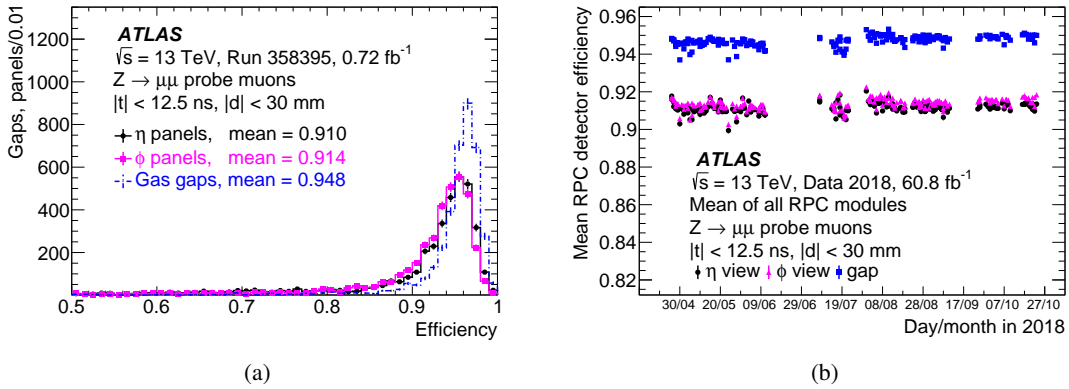 Gaps, panels/0.01
1200
1000
800
600
400
200
ATLAS
√s = 13 TeV, Run 358395, 0.72 fb⁻¹
Z → μμ probe muons
|t| < 12.5 ns, |d| < 30 mm
η panels, mean = 0.910
ϕ panels, mean = 0.914
Gas gaps, mean = 0.948
0.5 0.6 0.7 0.8 0.9 1
Efficiency
(a)
Mean RPC detector efficiency
0.96
0.94
0.92
0.9
0.88
0.86
0.84
0.82
ATLAS
√s = 13 TeV, Data 2018, 60.8 fb⁻¹
Mean of all RPC modules
Z → μμ probe muons
|t| < 12.5 ns, |d| < 30 mm
η view ϕ view gap
30/04 20/05 09/06 29/06 19/07 08/08 28/08 17/09 07/10 27/10
Day/month in 2018
(b)